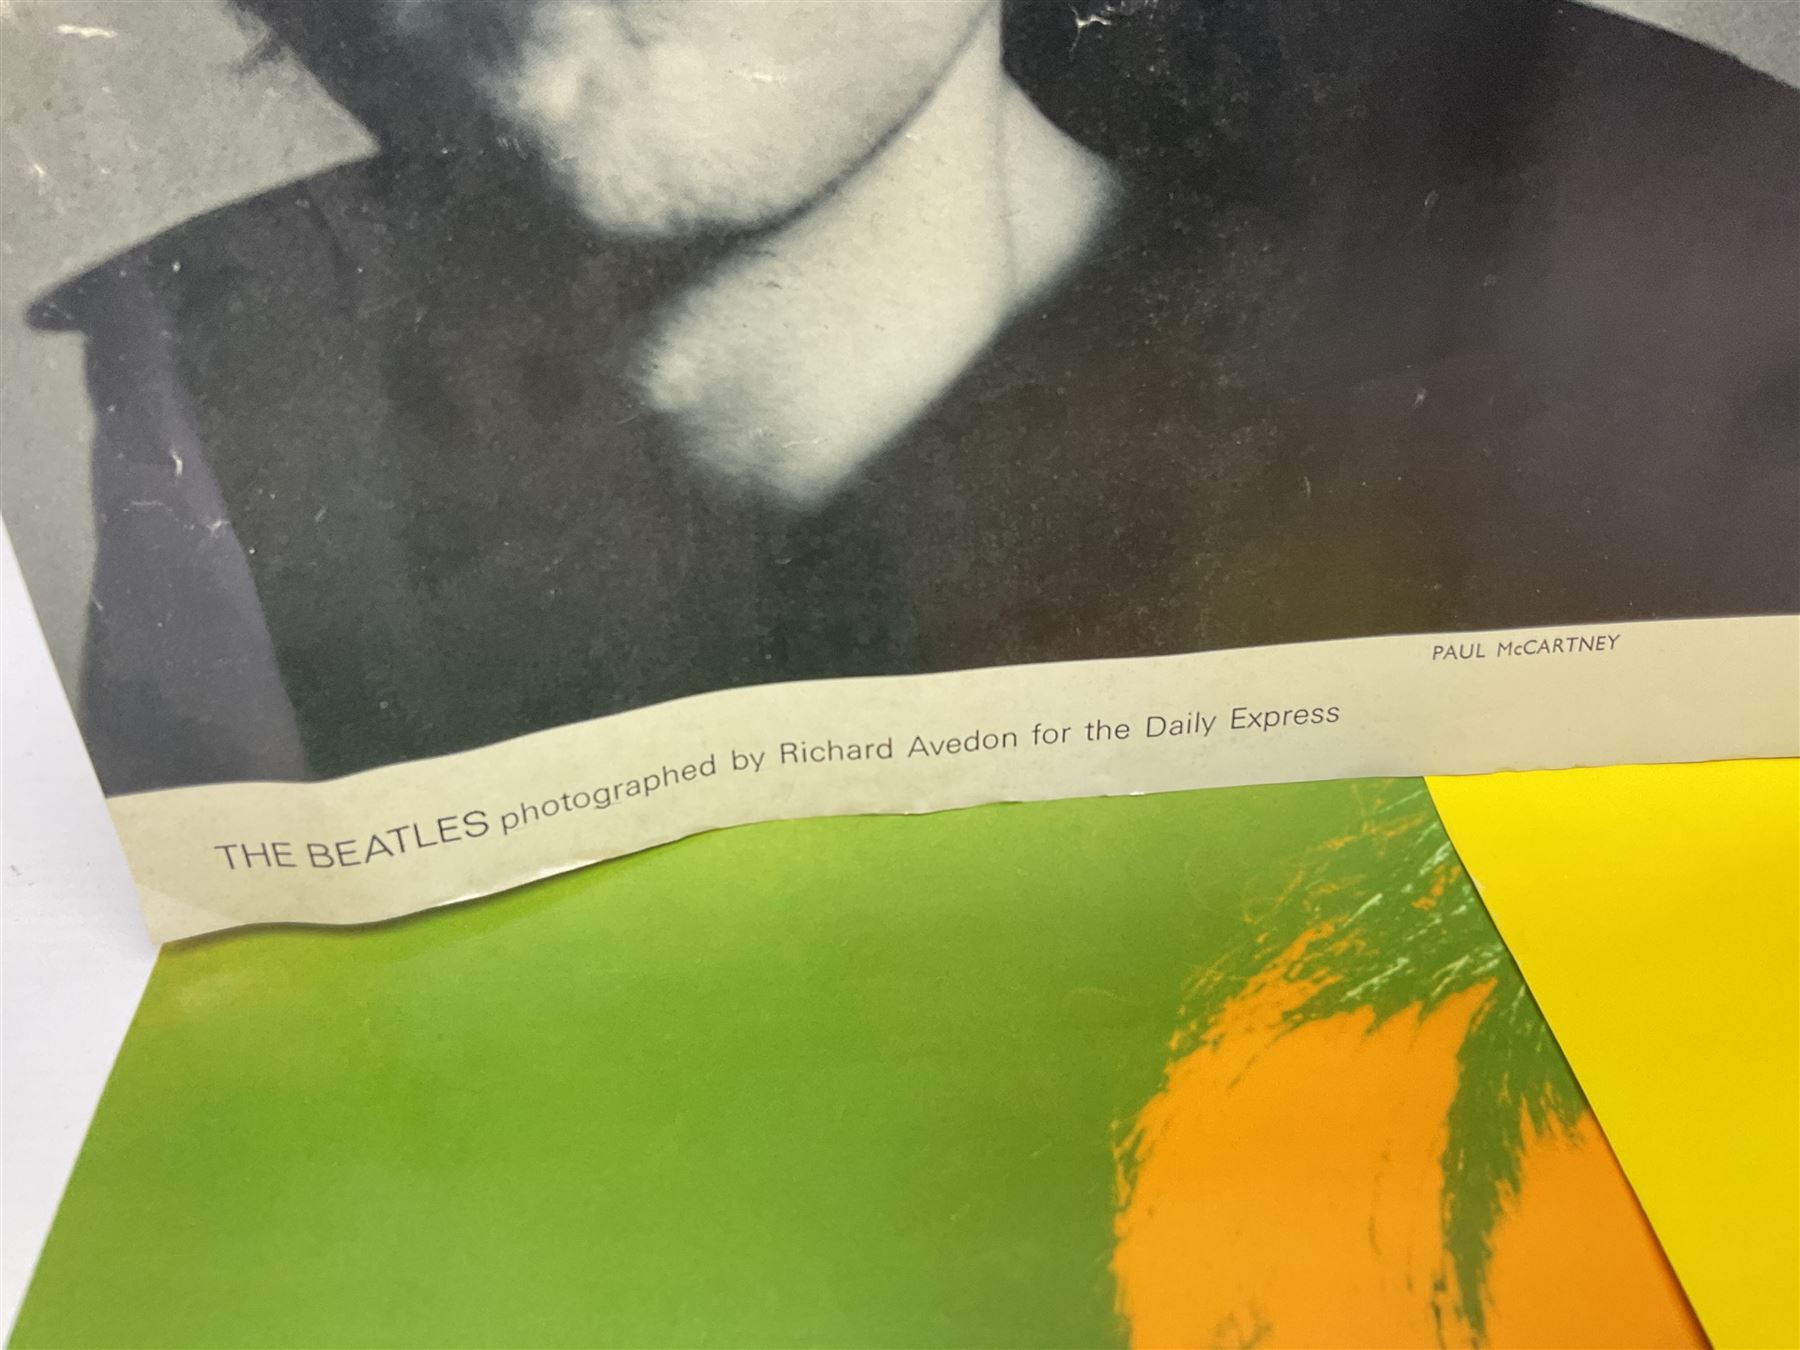 PAUL McCARTNEY
THE BEATLES photographed by Richard Avedon for the Daily Express